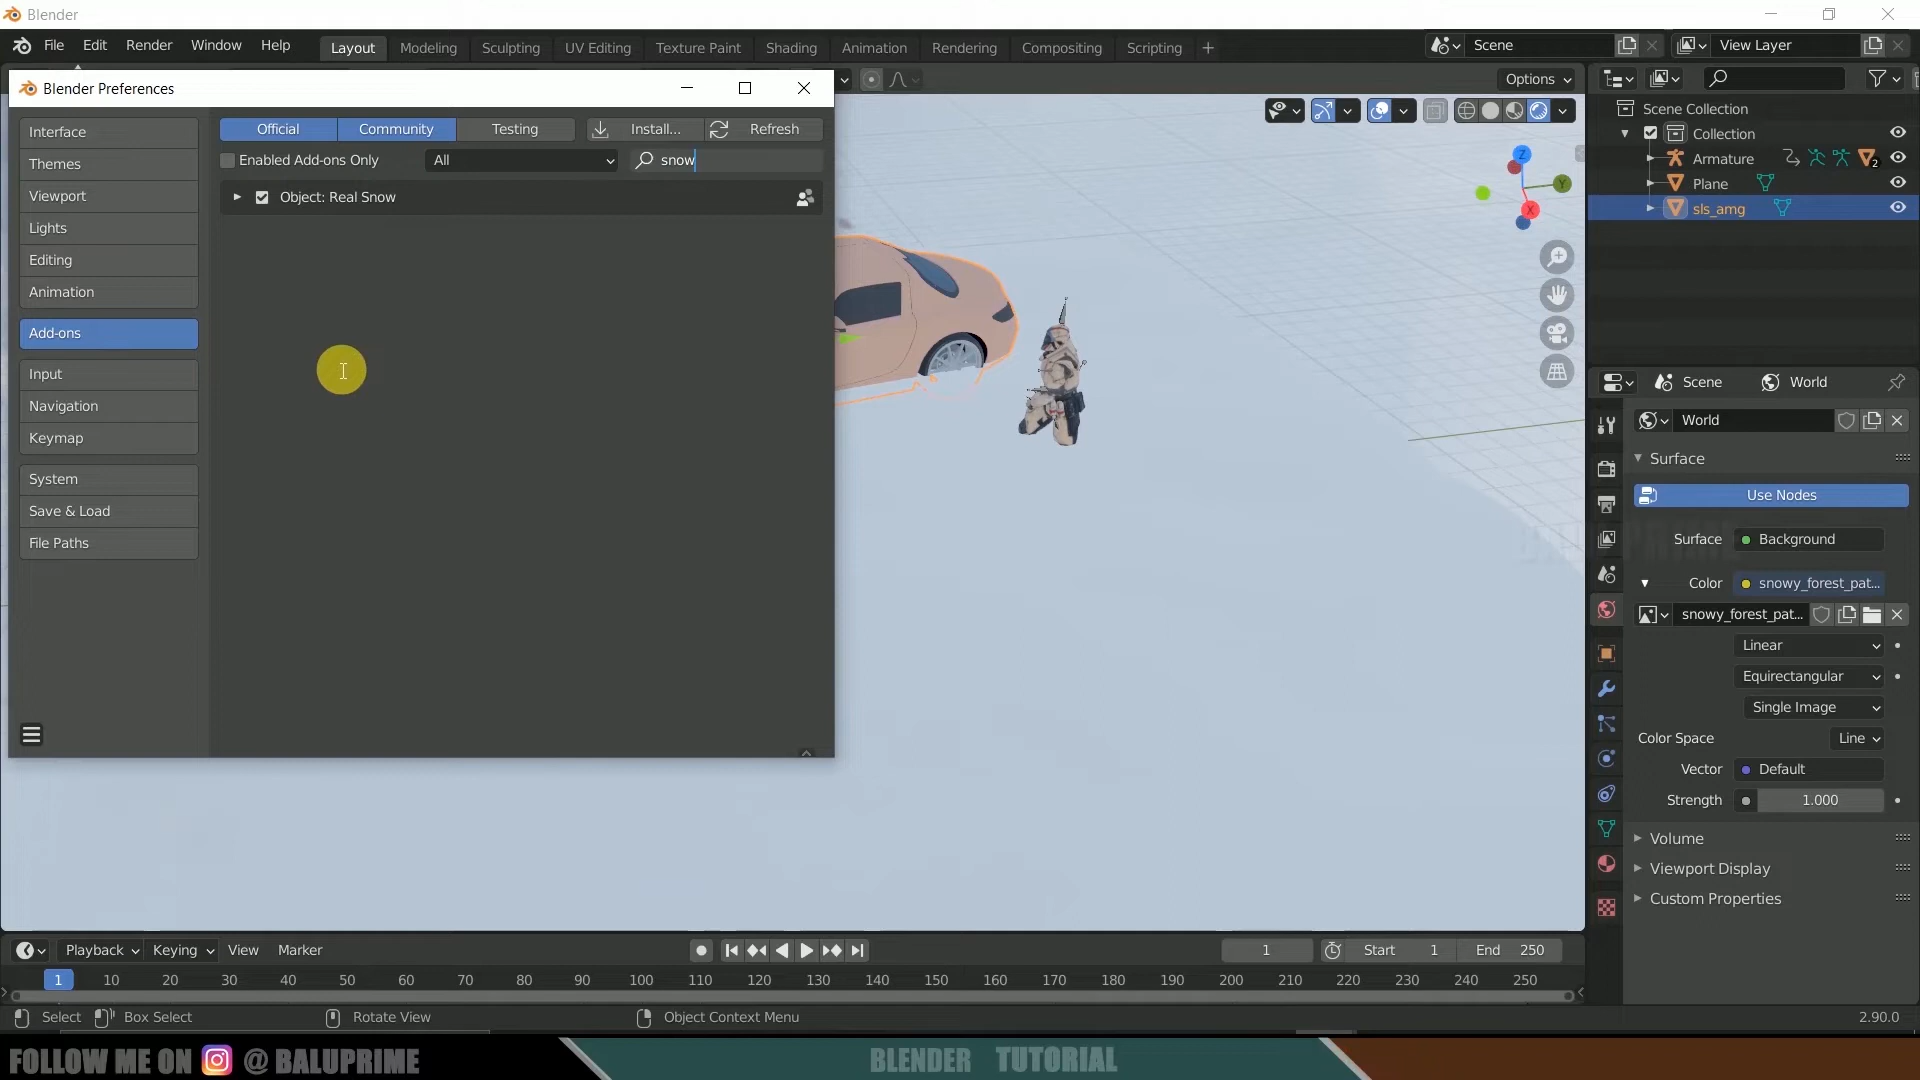 Blender
File Edit Render Window Help Layout Modeling Sculpting UV Editing Texture Paint Shading Animation Rendering Compositing Scripting + Scene View Layer
Blender Preferences
Options
Interface
Themes
Viewport
Lights
Editing
Animation
Add-ons
Input
Navigation
Keymap
System
Save & Load
File Paths
Official Community Testing Install... Refresh
Enabled Add-ons Only All snow
Object: Real Snow
Z
Y
X
Scene Collection
Collection
Armature 2
Plane
sls_amg
Scene World
World
Surface
Use Nodes
Surface Background
Color snowy_forest_pat...
snowy_forest_pat...
Linear
Equirectangular
Single Image
Color Space Line
Vector Default
Strength 1.000
Volume
Viewport Display
Custom Properties
Playback Keying View Marker 1 Start 1 End 250
1 10 20 30 40 50 60 70 80 90 100 110 120 130 140 150 160 170 180 190 200 210 220 230 240 250
Select Box Select Rotate View Object Context Menu 2.90.0
FOLLOW ME ON @ BALUPRIME BLENDER TUTORIAL